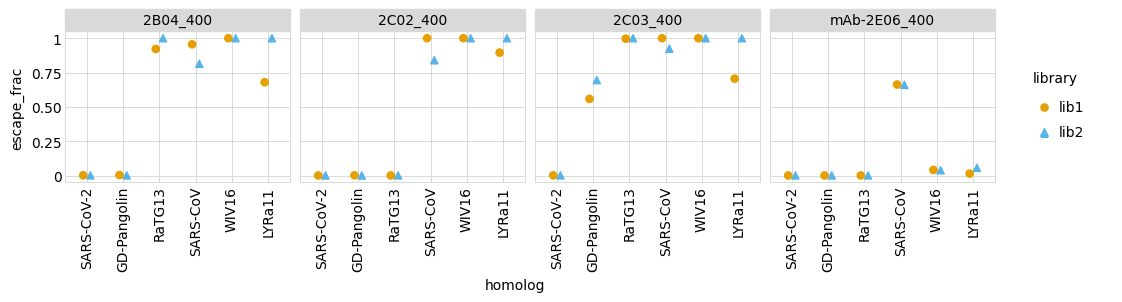 2B04_400
2C02_400
2C03_400
mAb-2E06_400
escape_frac
1
0.75
0.50
0.25
0
SARS-CoV-2
GD-Pangolin
RaTG13
SARS-CoV
WIV16
LYRa11
SARS-CoV-2
GD-Pangolin
RaTG13
SARS-CoV
WIV16
LYRa11
SARS-CoV-2
GD-Pangolin
RaTG13
SARS-CoV
WIV16
LYRa11
SARS-CoV-2
GD-Pangolin
RaTG13
SARS-CoV
WIV16
LYRa11
homolog
library
lib1
lib2